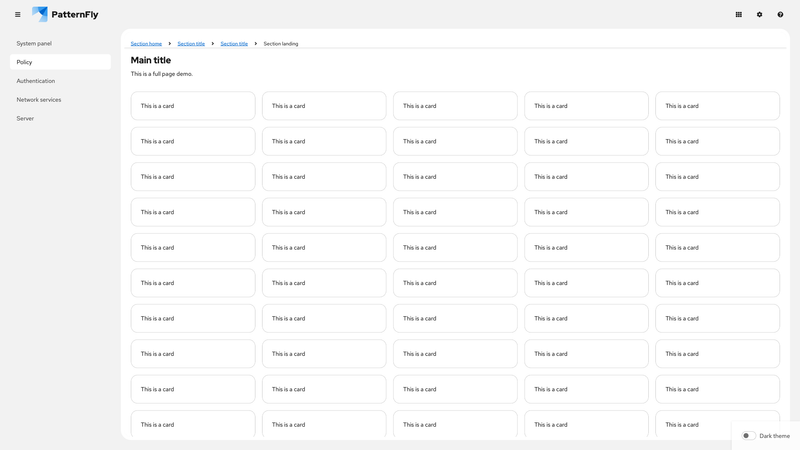 PatternFly
System panel
Policy
Authentication
Network services
Server
Section home Section title Section title Section landing
Main title
This is a full page demo.
This is a card This is a card This is a card This is a card This is a card
This is a card This is a card This is a card This is a card This is a card
This is a card This is a card This is a card This is a card This is a card
This is a card This is a card This is a card This is a card This is a card
This is a card This is a card This is a card This is a card This is a card
This is a card This is a card This is a card This is a card This is a card
This is a card This is a card This is a card This is a card This is a card
This is a card This is a card This is a card This is a card This is a card
This is a card This is a card This is a card This is a card This is a card
This is a card This is a card This is a card This is a card This is a card
Dark theme